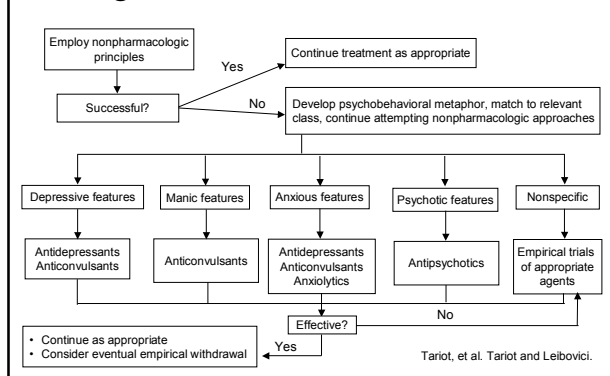 Employ nonpharmacologic
principles
Continue treatment as appropriate
Yes
Successful?
No
Develop psychobehavioral metaphor, match to relevant
class, continue attempting nonpharmacologic approaches
Depressive features
Manic features
Anxious features
Psychotic features
Nonspecific
Antidepressants
Anticonvulsants
Anticonvulsants
Antidepressants
Anticonvulsants
Anxiolytics
Antipsychotics
Empirical trials
of appropriate
agents
Effective?
No
Yes
• Continue as appropriate
• Consider eventual empirical withdrawal
Tariot, et al. Tariot and Leibovici.